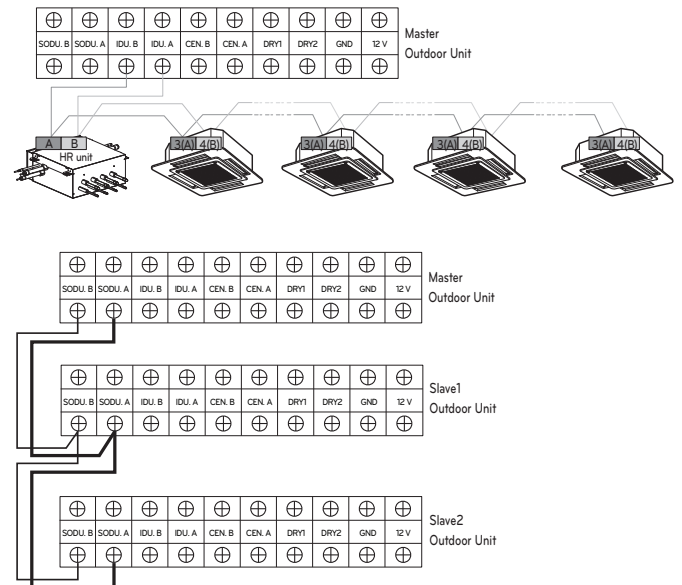 SODU. B SODU. A IDU. B IDU. A CEN. B CEN. A DRY1 DRY2 GND 12 V
Master
Outdoor Unit
A B
HR unit
3(A) 4(B) 3(A) 4(B) 3(A) 4(B) 3(A) 4(B)
SODU. B SODU. A IDU. B IDU. A CEN. B CEN. A DRY1 DRY2 GND 12 V
Master
Outdoor Unit
SODU. B SODU. A IDU. B IDU. A CEN. B CEN. A DRY1 DRY2 GND 12 V
Slave1
Outdoor Unit
SODU. B SODU. A IDU. B IDU. A CEN. B CEN. A DRY1 DRY2 GND 12 V
Slave2
Outdoor Unit